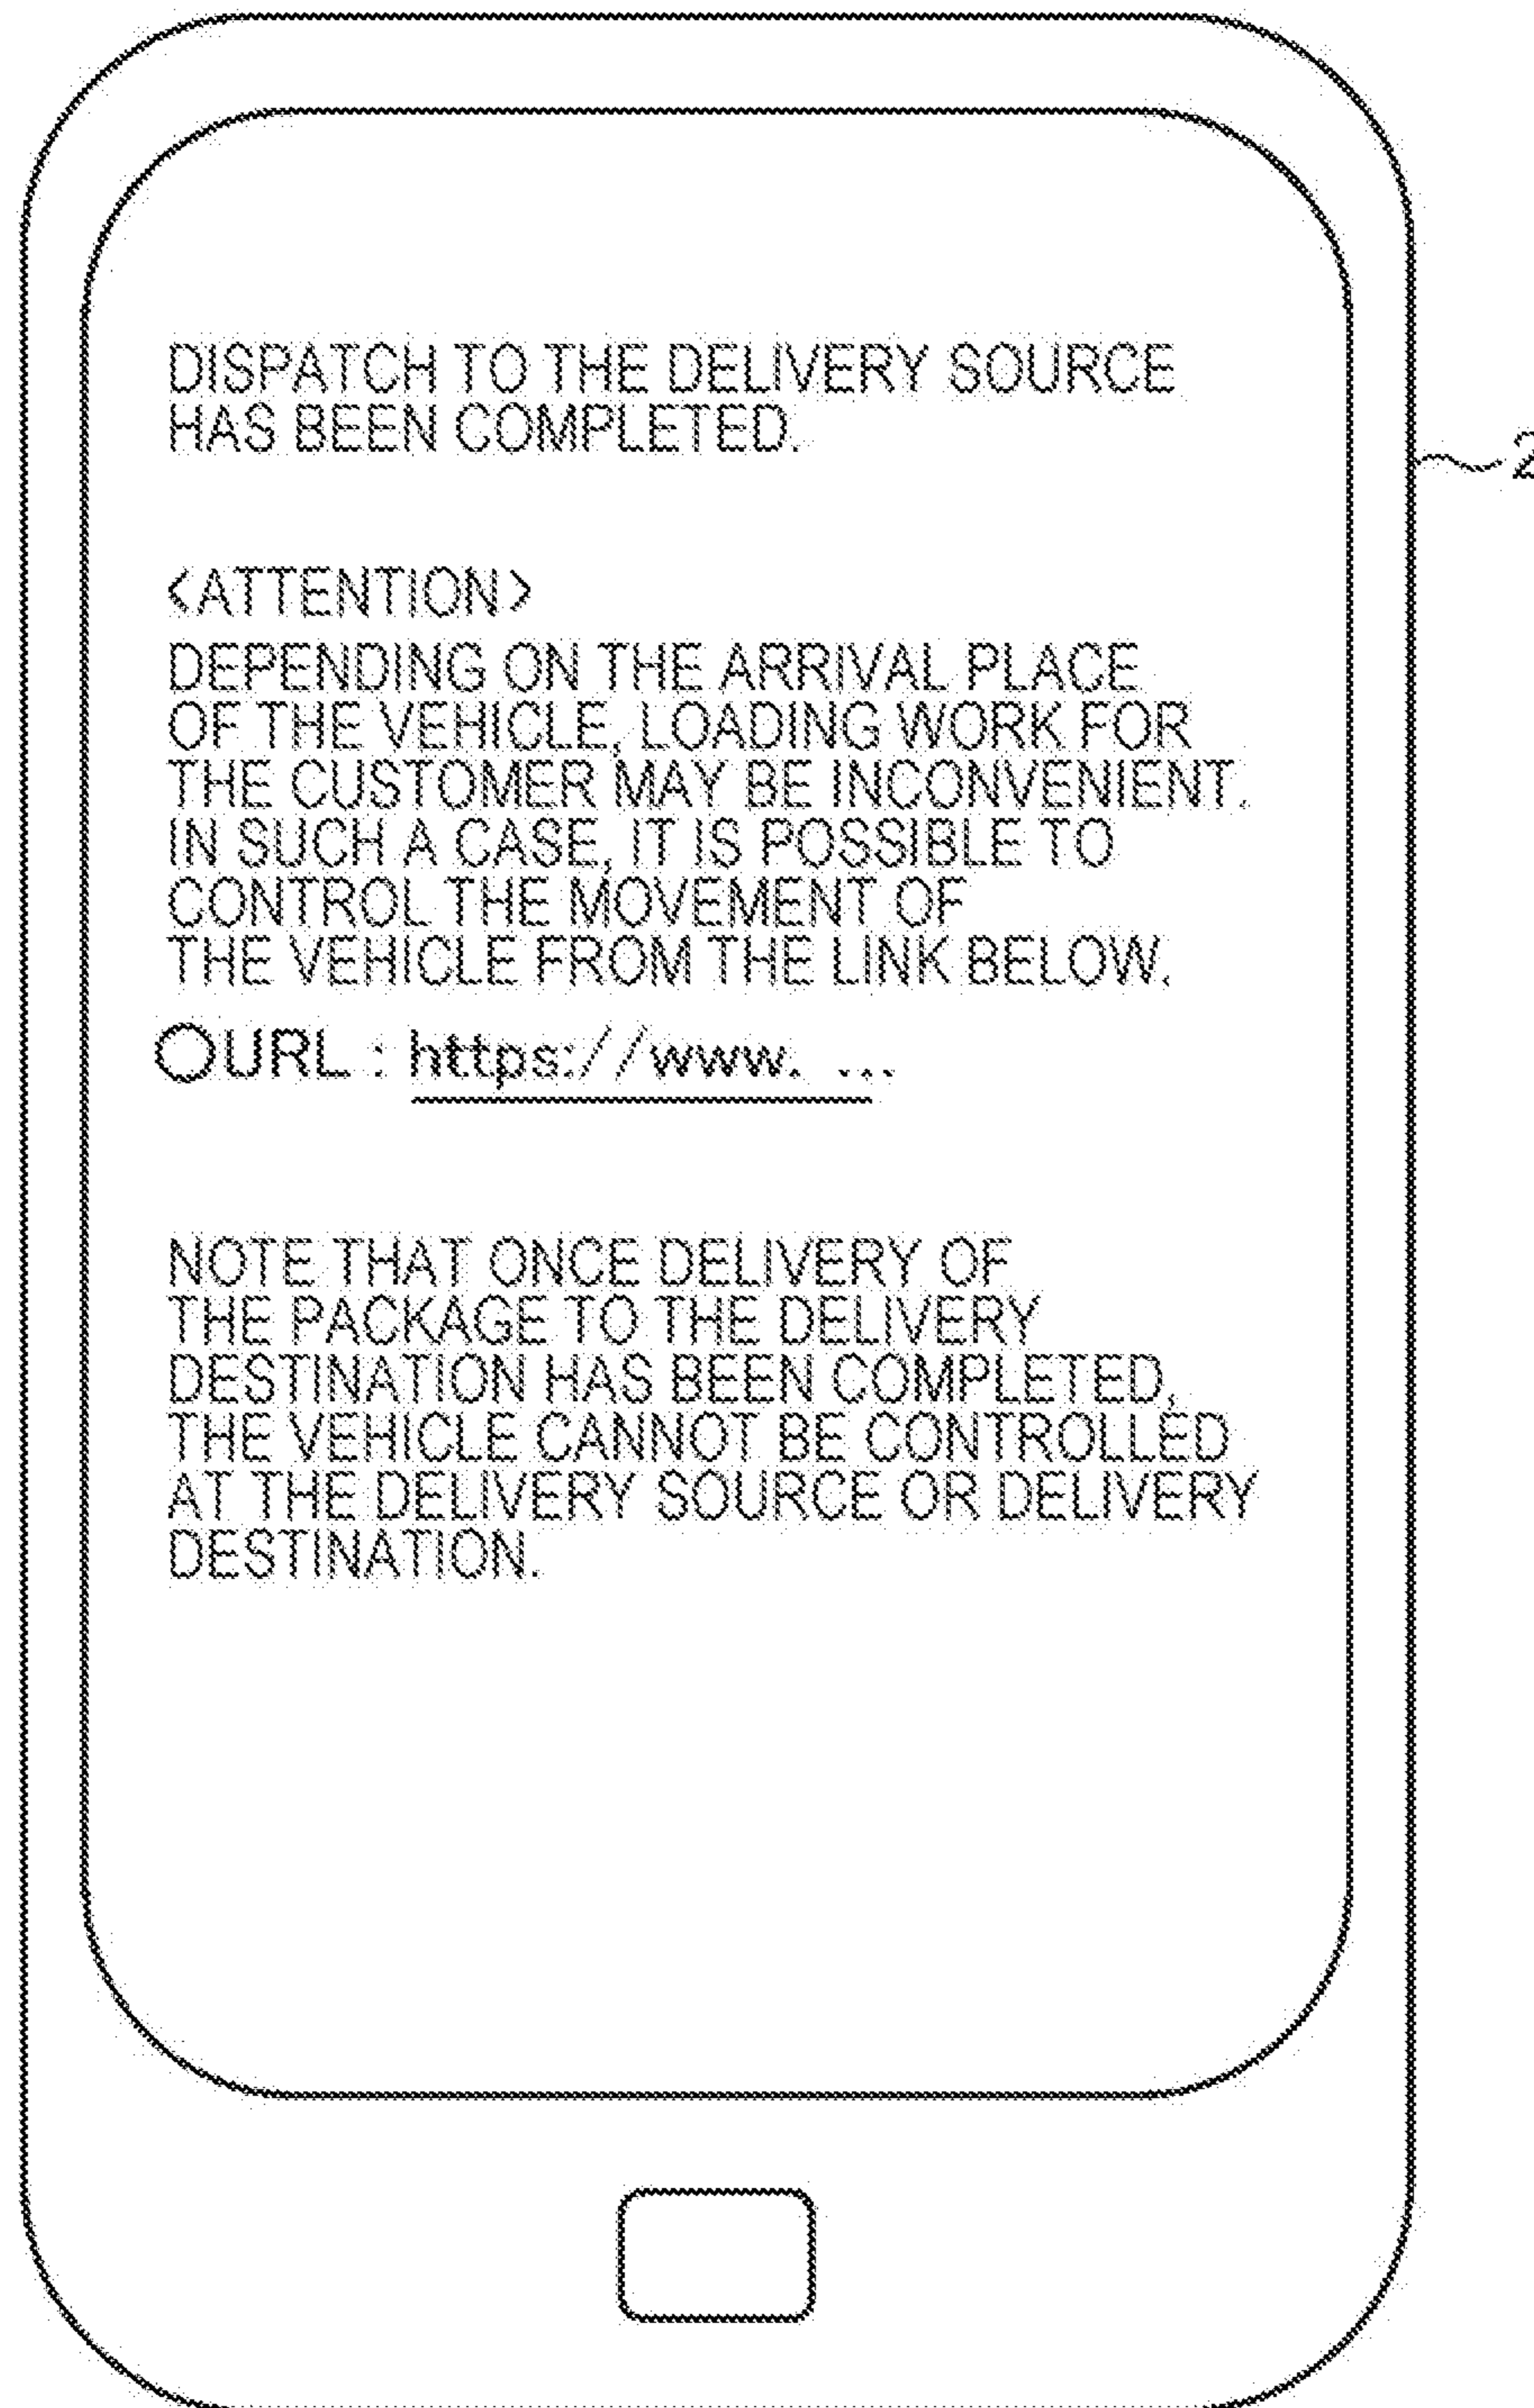 DISPATCH TO THE DELIVERY SOURCE
HAS BEEN COMPLETED.
<ATTENTION>
DEPENDING ON THE ARRIVAL PLACE
OF THE VEHICLE, LOADING WORK FOR
THE CUSTOMER MAY BE INCONVENIENT.
IN SUCH A CASE, IT IS POSSIBLE TO
CONTROL THE MOVEMENT OF
THE VEHICLE FROM THE LINK BELOW.
○URL : https://www. ...
NOTE THAT ONCE DELIVERY OF
THE PACKAGE TO THE DELIVERY
DESTINATION HAS BEEN COMPLETED,
THE VEHICLE CANNOT BE CONTROLLED
AT THE DELIVERY SOURCE OR DELIVERY
DESTINATION.